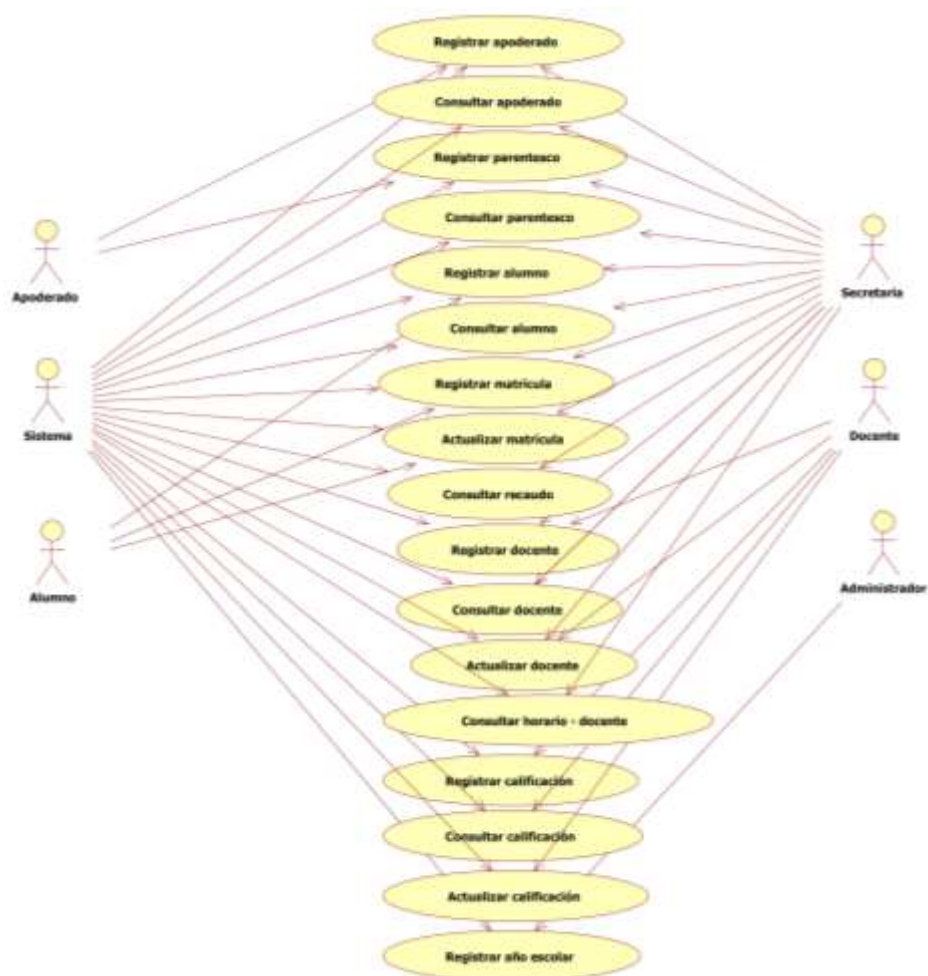 Registrar apoderado
Consultar apoderado
Registrar parentesco
Consultar parentesco
Registrar alumno
Consultar alumno
Registrar matrícula
Actualizar matrícula
Consultar recaudo
Registrar docente
Consultar docente
Actualizar docente
Consultar horario - docente
Registrar calificación
Consultar calificación
Actualizar calificación
Registrar año escolar
Apoderado
Sistema
Alumno
Secretaria
Docente
Administrador